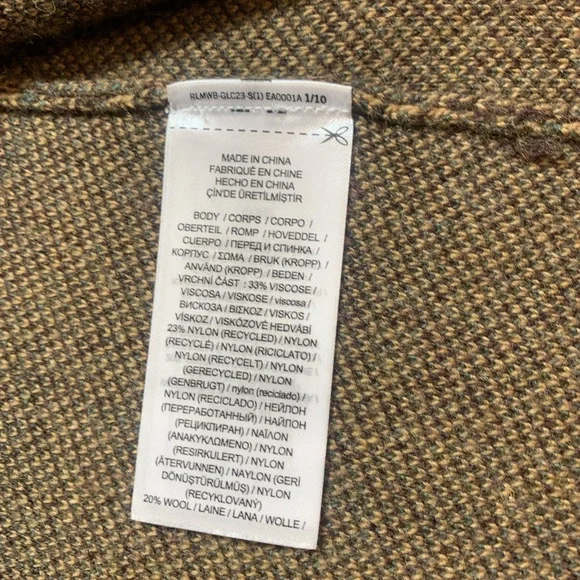 RLMWB-GLC23-S(1) EA0001A 1/10
MADE IN CHINA
FABRIQUÉ EN CHINE
HECHO EN CHINA
ÇİN'DE ÜRETİLMİŞTİR
BODY / CORPS / CORPO /
OBERTEIL / ROMP / HOVEDDEL /
CUERPO / ПЕРЕД И СПИНКА /
КОРПУС / ΣΩΜΑ / BRUK (KROPP) /
ANVÄND (KROPP) / BEDEN /
VRCHNÍ ČÁST : 33% VISCOSE /
VISCOSA / VISKOSE / viscosa /
ВИСКОЗА / ΒΙΣΚΟΖ / VISKOS /
VİSKOZ / VISKÓZOVÉ HEDVÁBÍ
23% NYLON (RECYCLED) / NYLON
(RECYCLÉ) / NYLON (RICICLATO) /
NYLON (RECYCELT) / NYLON
(GERECYCLED) / NYLON
(GENBRUGT) / nylon (reciclado) /
NYLON (RECICLADO) / НЕЙЛОН
(ПЕРЕРАБОТАННЫЙ) / НАЙЛОН
(РЕЦИКЛИРАН) / ΝΑΪΛΟΝ
(ΑΝΑΚΥΚΛΩΜΕΝΟ) / NYLON
(RESIRKULERT) / NYLON
(ÅTERVUNNEN) / NAYLON (GERİ
DÖNÜŞTÜRÜLMÜŞ) / NYLON
(RECYKLOVANÝ)
20% WOOL / LAINE / LANA / WOLLE /